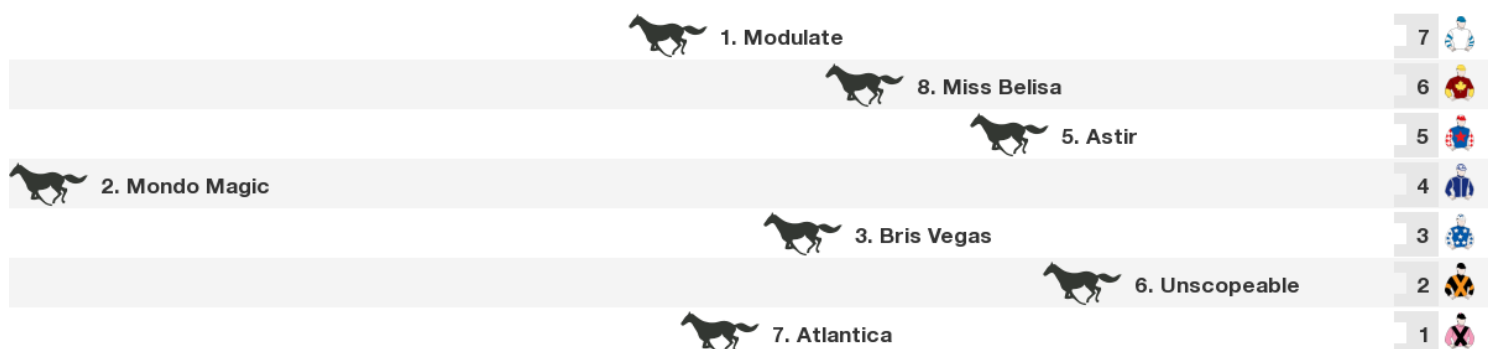 1. Modulate 7
8. Miss Belisa 6
5. Astir 5
2. Mondo Magic 4
3. Bris Vegas 3
6. Unscopeable 2
7. Atlantica 1